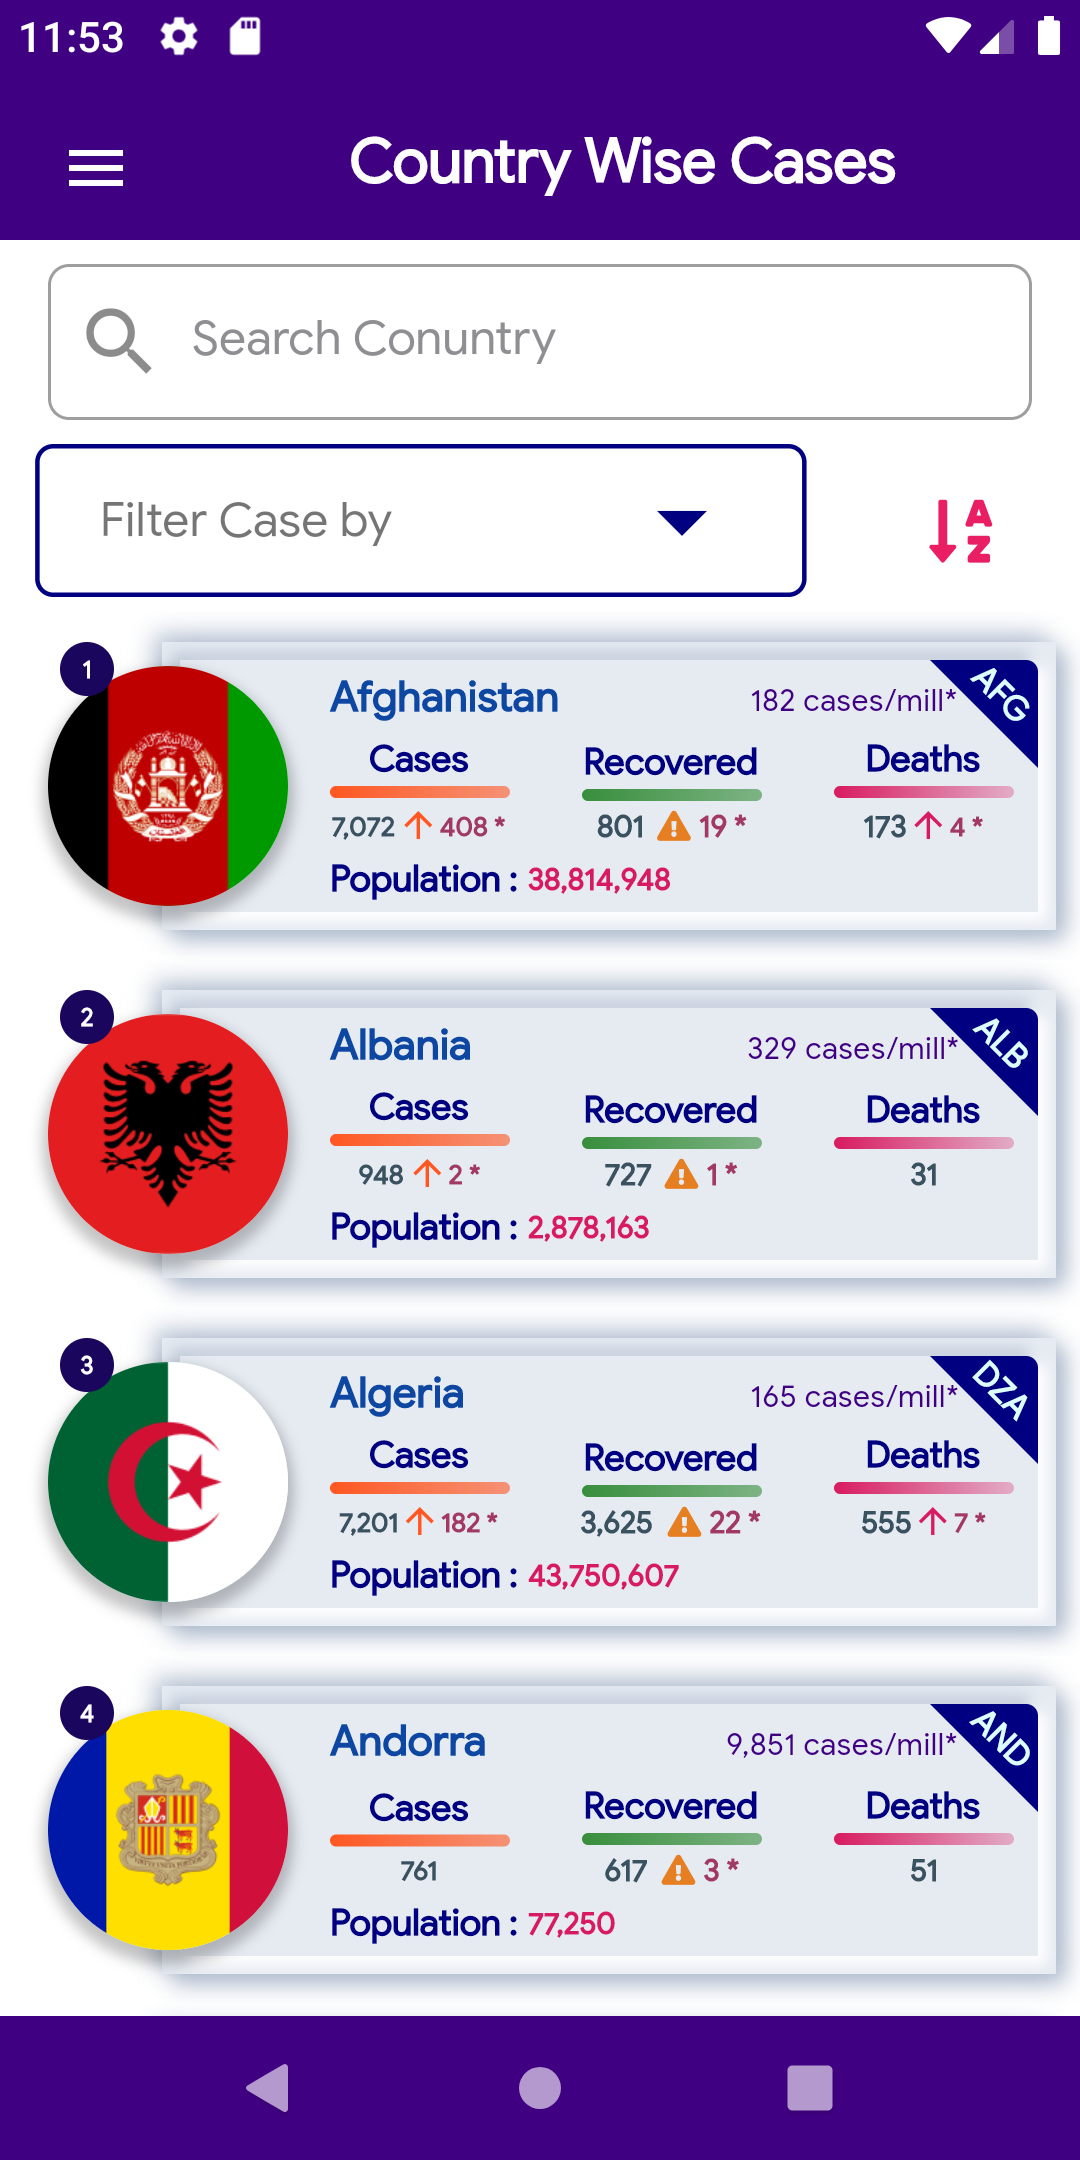 11:53
Country Wise Cases
Search Conuntry
Filter Case by
A
Z
1
Afghanistan
182 cases/mill*
AFG
Cases
Recovered
Deaths
7,072 408 *
801 19 *
173 4 *
Population : 38,814,948
2
Albania
329 cases/mill*
ALB
Cases
Recovered
Deaths
948 2 *
727 1 *
31
Population : 2,878,163
3
Algeria
165 cases/mill*
DZA
Cases
Recovered
Deaths
7,201 182 *
3,625 22 *
555 7 *
Population : 43,750,607
4
Andorra
9,851 cases/mill*
AND
Cases
Recovered
Deaths
761
617 3 *
51
Population : 77,250